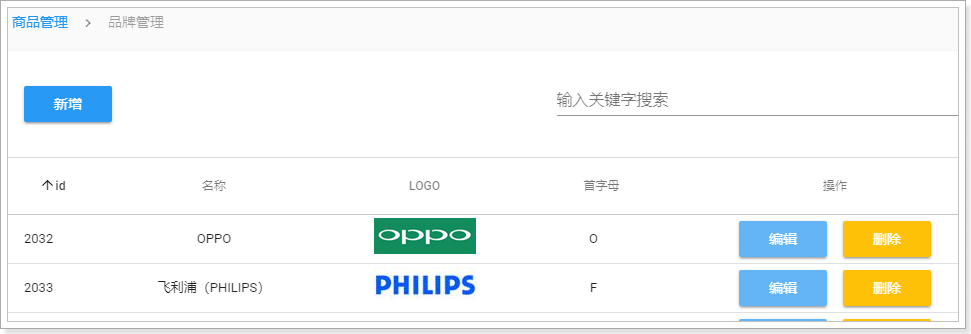 商品管理 > 品牌管理
新增 输入关键字搜索
id 名称 LOGO 首字母 操作
2032 OPPO oppo O 编辑 删除
2033 飞利浦（PHILIPS） PHILIPS F 编辑 删除